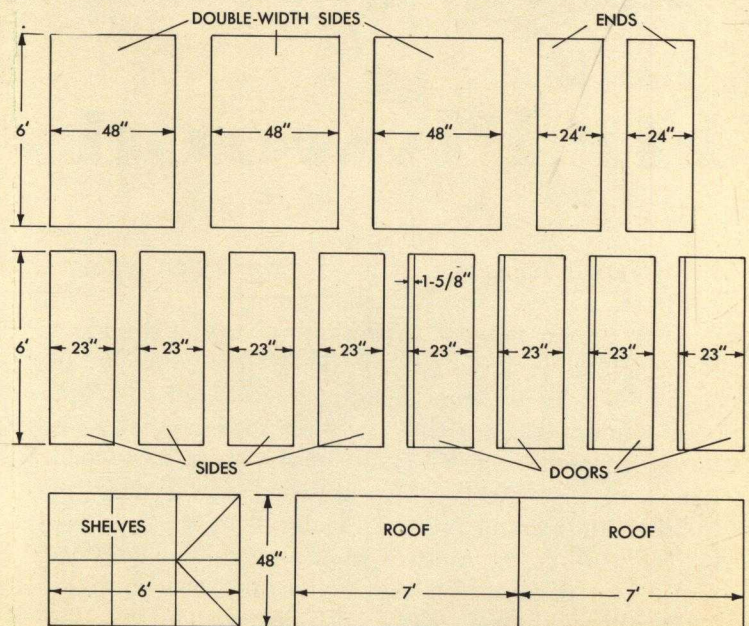 DOUBLE-WIDTH SIDES ENDS
6' 48" 48" 48" 24" 24"
1-5/8"
6' 23" 23" 23" 23" 23" 23" 23" 23"
SIDES DOORS
SHELVES ROOF ROOF
48"
6' 7' 7'